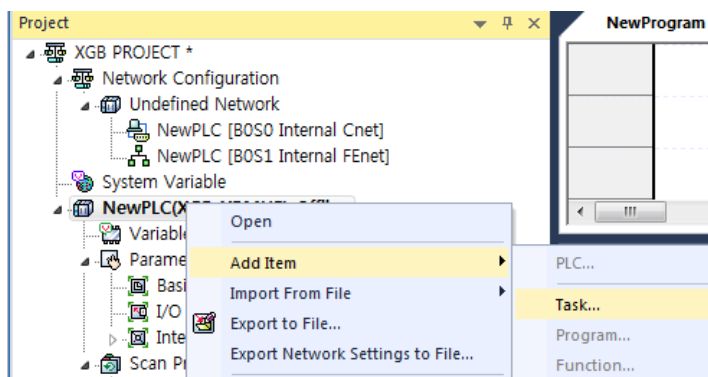 Project
NewProgram
XGB PROJECT *
Network Configuration
Undefined Network
NewPLC [B0S0 Internal Cnet]
NewPLC [B0S1 Internal FEnet]
System Variable
NewPLC(X
Variable
Parame
Basi
I/O
Inte
Scan P
Open
Add Item
Import From File
Export to File...
Export Network Settings to File...
PLC...
Task...
Program...
Function...